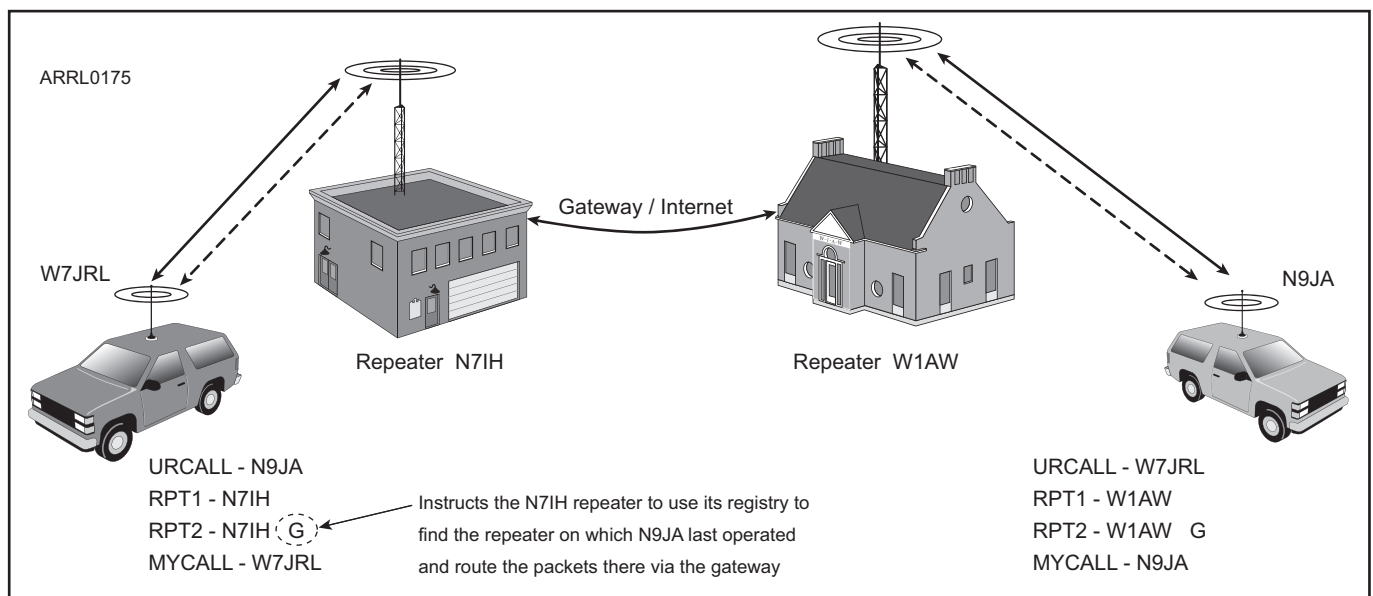 ARRL0175
Gateway / Internet
W7JRL
N9JA
W1AW
Repeater N7IH
Repeater W1AW
URCALL - N9JA
RPT1 - N7IH
RPT2 - N7IH G
MYCALL - W7JRL
Instructs the N7IH repeater to use its registry to
find the repeater on which N9JA last operated
and route the packets there via the gateway
URCALL - W7JRL
RPT1 - W1AW
RPT2 - W1AW G
MYCALL - N9JA